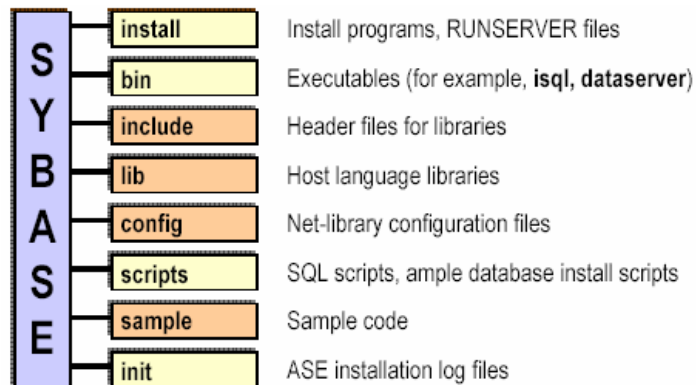 SYBASE
install Install programs, RUNSERVER files
bin Executables (for example, isql, dataserver)
include Header files for libraries
lib Host language libraries
config Net-library configuration files
scripts SQL scripts, ample database install scripts
sample Sample code
init ASE installation log files